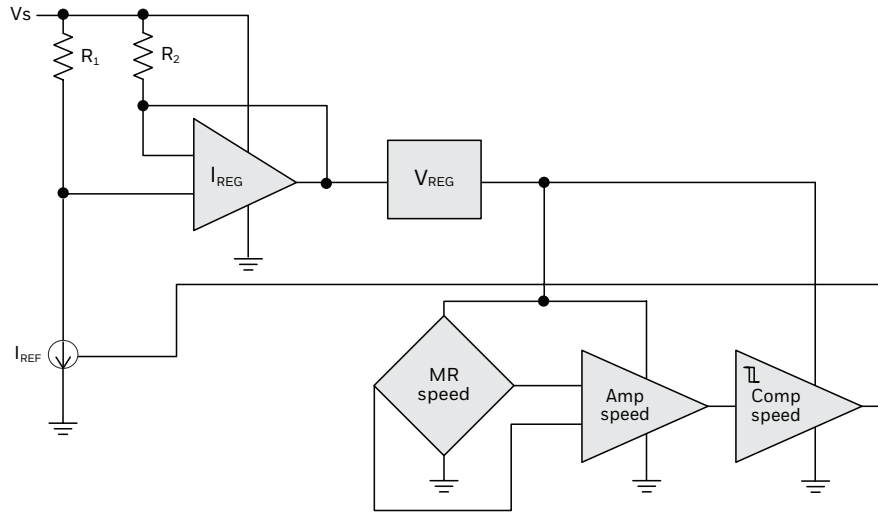 Vs
R1
R2
IREG
VREG
IREF
MR
speed
Amp
speed
Comp
speed